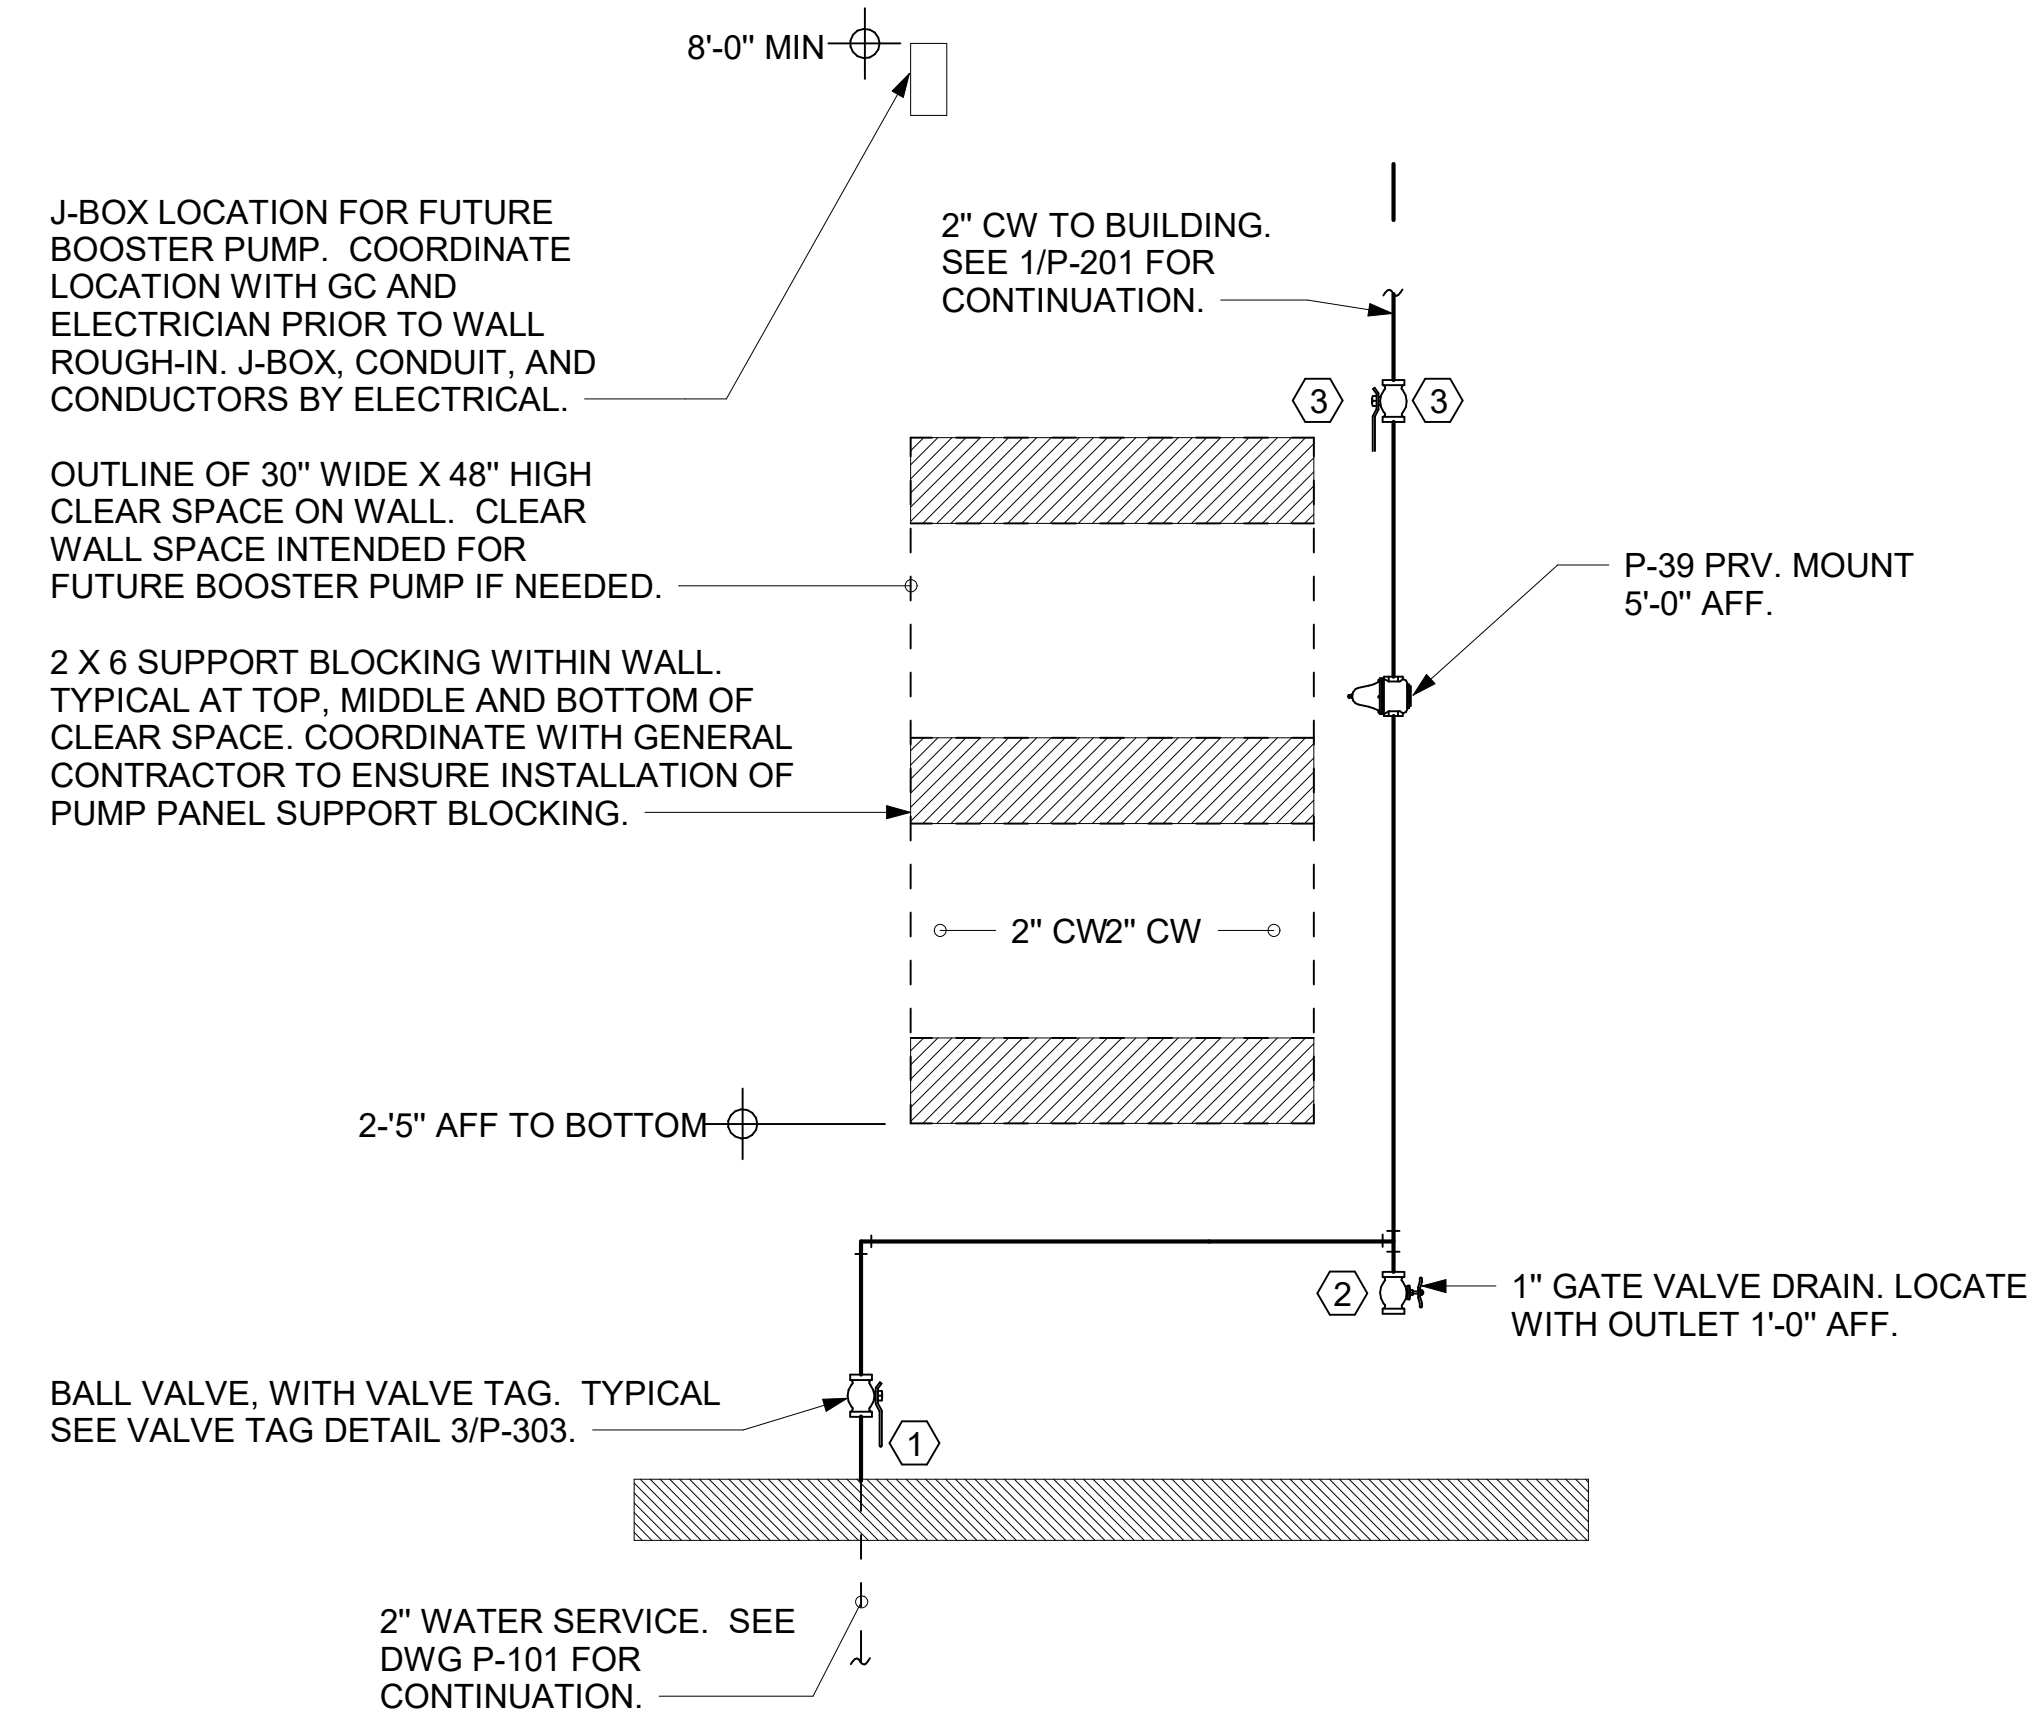 8'-0" MIN
J-BOX LOCATION FOR FUTURE
BOOSTER PUMP. COORDINATE
LOCATION WITH GC AND
ELECTRICIAN PRIOR TO WALL
ROUGH-IN. J-BOX, CONDUIT, AND
CONDUCTORS BY ELECTRICAL.
2" CW TO BUILDING.
SEE 1/P-201 FOR
CONTINUATION.
3
3
OUTLINE OF 30" WIDE X 48" HIGH
CLEAR SPACE ON WALL. CLEAR
WALL SPACE INTENDED FOR
FUTURE BOOSTER PUMP IF NEEDED.
P-39 PRV. MOUNT
5'-0" AFF.
2 X 6 SUPPORT BLOCKING WITHIN WALL.
TYPICAL AT TOP, MIDDLE AND BOTTOM OF
CLEAR SPACE. COORDINATE WITH GENERAL
CONTRACTOR TO ENSURE INSTALLATION OF
PUMP PANEL SUPPORT BLOCKING.
2" CW
2" CW
2-'5" AFF TO BOTTOM
2
1" GATE VALVE DRAIN. LOCATE
WITH OUTLET 1'-0" AFF.
BALL VALVE, WITH VALVE TAG. TYPICAL
SEE VALVE TAG DETAIL 3/P-303.
1
2" WATER SERVICE. SEE
DWG P-101 FOR
CONTINUATION.